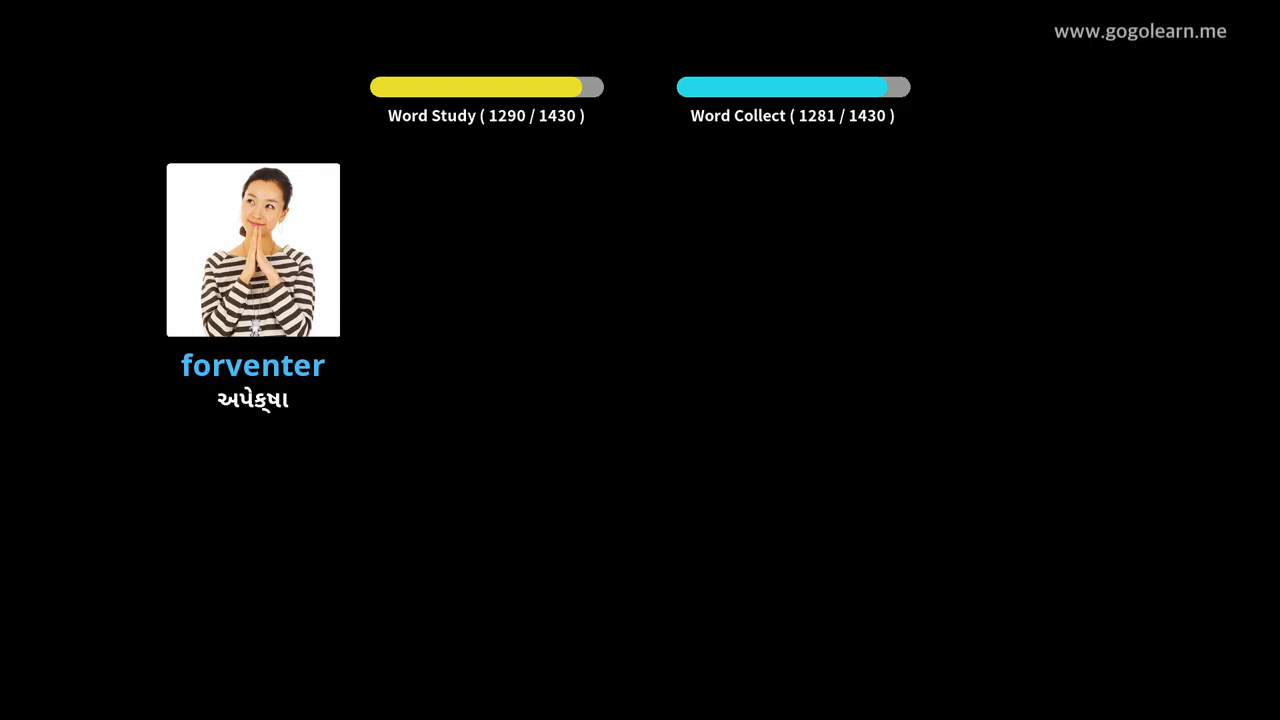 www.gogolearn.me
Word Study ( 1290 / 1430 )
Word Collect ( 1281 / 1430 )
forventer
અપેક્ષા